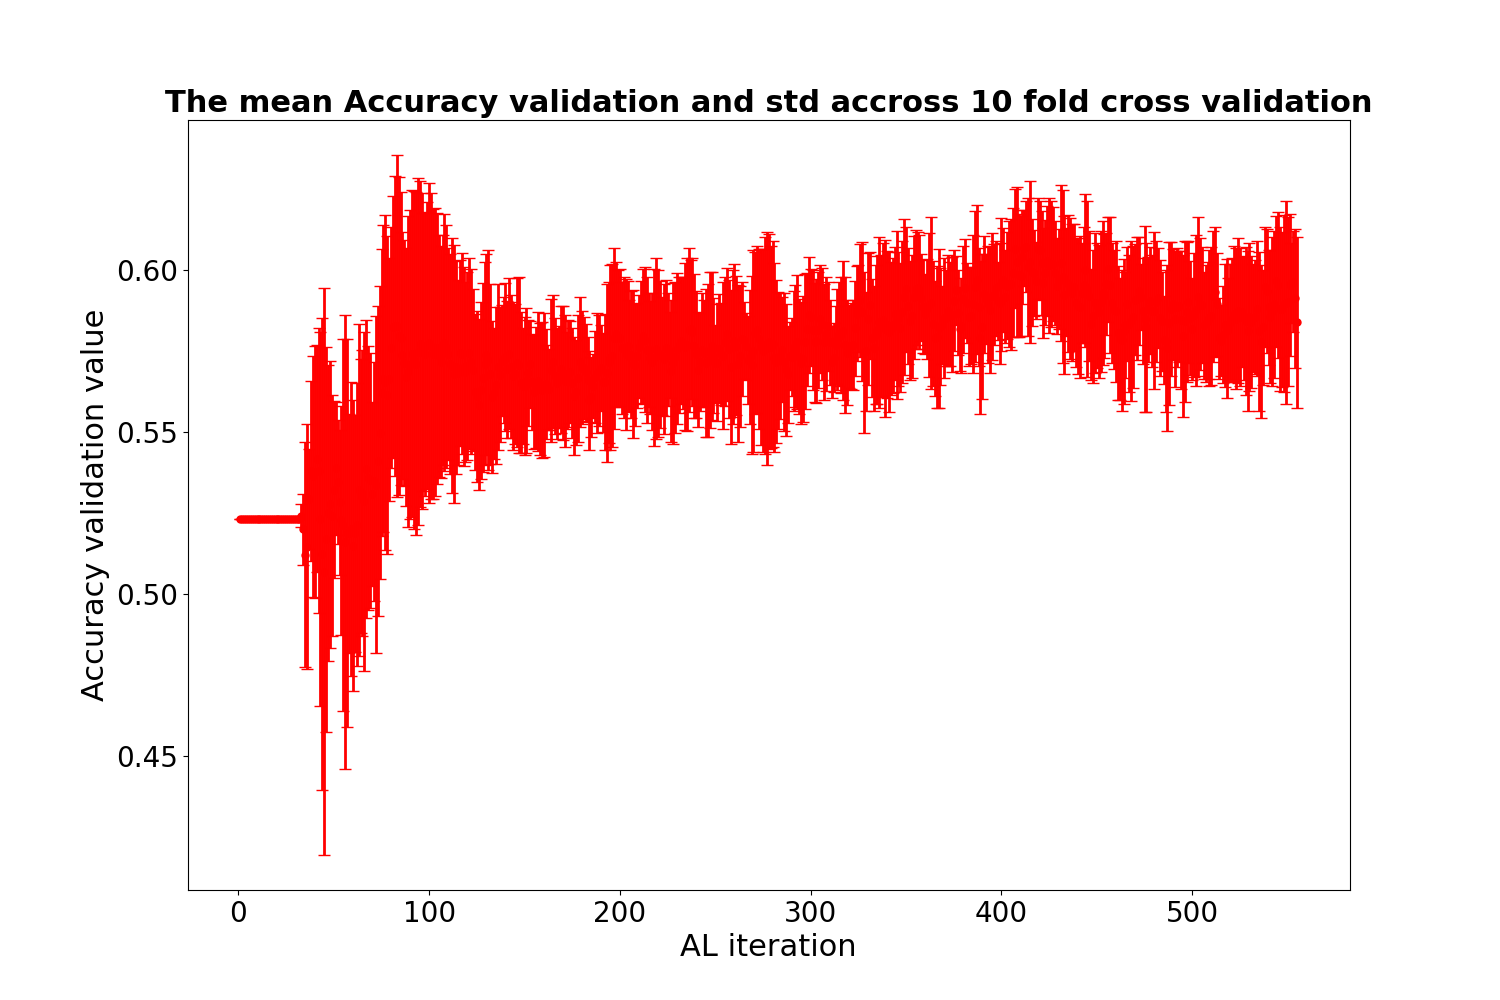 The mean Accuracy validation and std accross 10 fold cross validation
Accuracy validation value
0.60
0.55
0.50
0.45
0 100 200 300 400 500
AL iteration